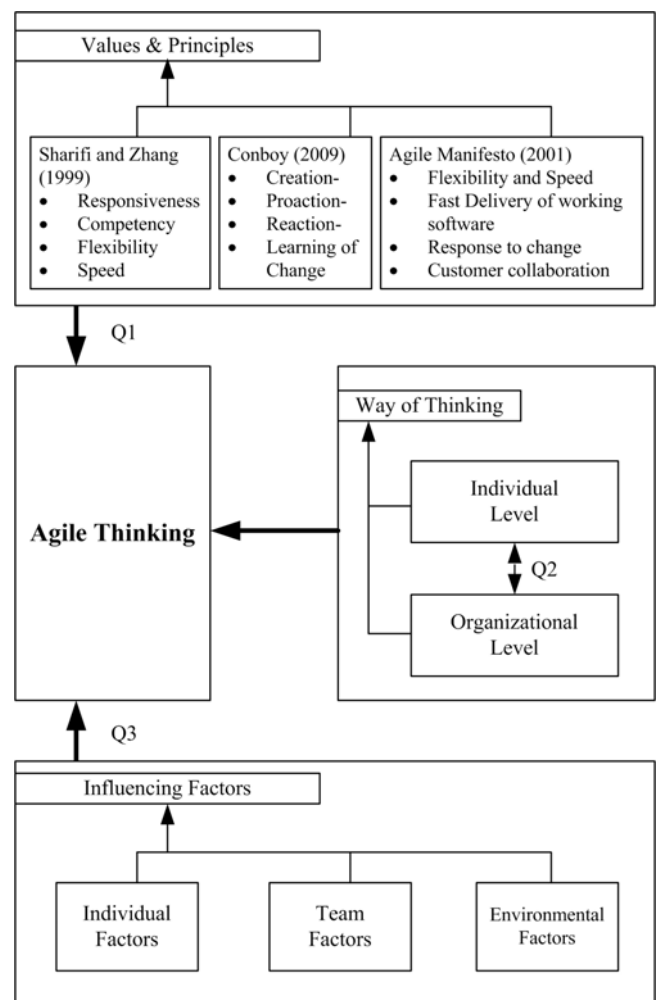 Values & Principles
Sharifi and Zhang
(1999)
• Responsiveness
• Competency
• Flexibility
• Speed
Conboy (2009)
• Creation-
• Proaction-
• Reaction-
• Learning of
Change
Agile Manifesto (2001)
• Flexibility and Speed
• Fast Delivery of working
software
• Response to change
• Customer collaboration
Q1
Agile Thinking
Way of Thinking
Individual
Level
Q2
Organizational
Level
Q3
Influencing Factors
Individual
Factors
Team
Factors
Environmental
Factors